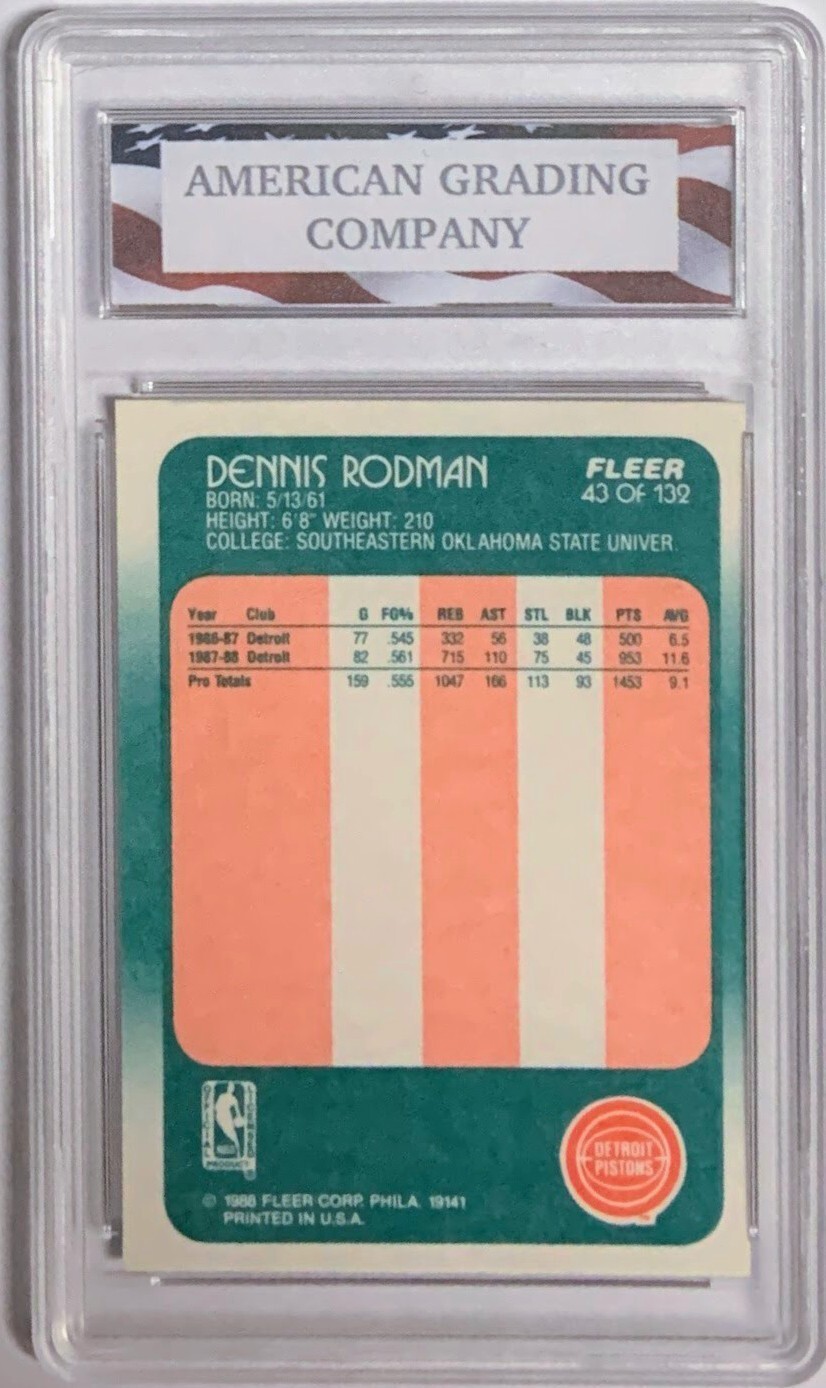 AMERICAN GRADING
COMPANY
DENNIS RODMAN
FLEER
43 OF 132
BORN: 5/13/61
HEIGHT: 6'8" WEIGHT: 210
COLLEGE: SOUTHEASTERN OKLAHOMA STATE UNIVER.
Year Club G FG% REB AST STL BLK PTS AVG
1986-87 Detroit 77 .545 332 56 38 48 500 6.5
1987-88 Detroit 82 .561 715 110 75 45 953 11.6
Pro Totals 159 .555 1047 166 113 93 1453 9.1
OFFICIAL
NBA
PRODUCT
DETROIT
PISTONS
© 1988 FLEER CORP. PHILA. 19141
PRINTED IN U.S.A.